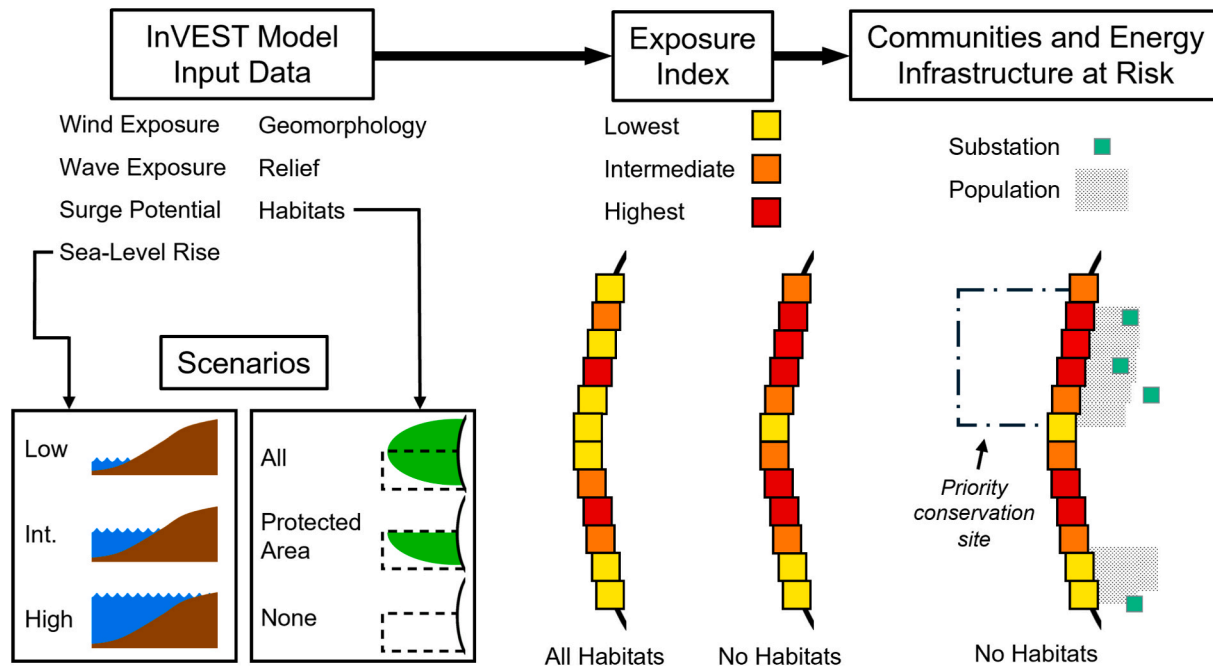 InVEST Model
Input Data
Exposure
Index
Communities and Energy
Infrastructure at Risk
Wind Exposure
Wave Exposure
Surge Potential
Sea-Level Rise
Geomorphology
Relief
Habitats
Lowest
Intermediate
Highest
Substation
Population
Scenarios
Low
Int.
High
All
Protected
Area
None
Priority
conservation
site
All Habitats
No Habitats
No Habitats